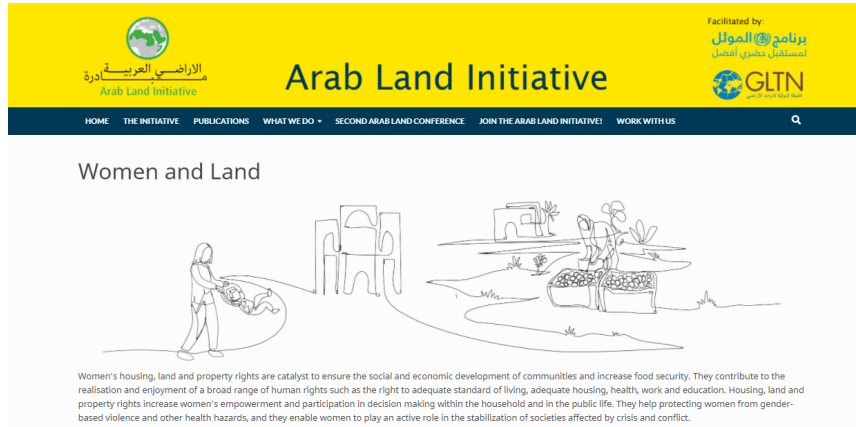 Facilitated by:
برنامج الموئل
لمستقبل حضري أفضل
الاراضي العربية
مبادرة
Arab Land Initiative
Arab Land Initiative
GLTN
HOME THE INITIATIVE PUBLICATIONS WHAT WE DO SECOND ARAB LAND CONFERENCE JOIN THE ARAB LAND INITIATIVE! WORK WITH US
Women and Land
Women's housing, land and property rights are catalyst to ensure the social and economic development of communities and increase food security. They contribute to the
realisation and enjoyment of a broad range of human rights such as the right to adequate standard of living, adequate housing, health, work and education. Housing, land and
property rights increase women's empowerment and participation in decision making within the household and in the public life. They help protecting women from gender-
based violence and other health hazards, and they enable women to play an active role in the stabilization of societies affected by crisis and conflict.